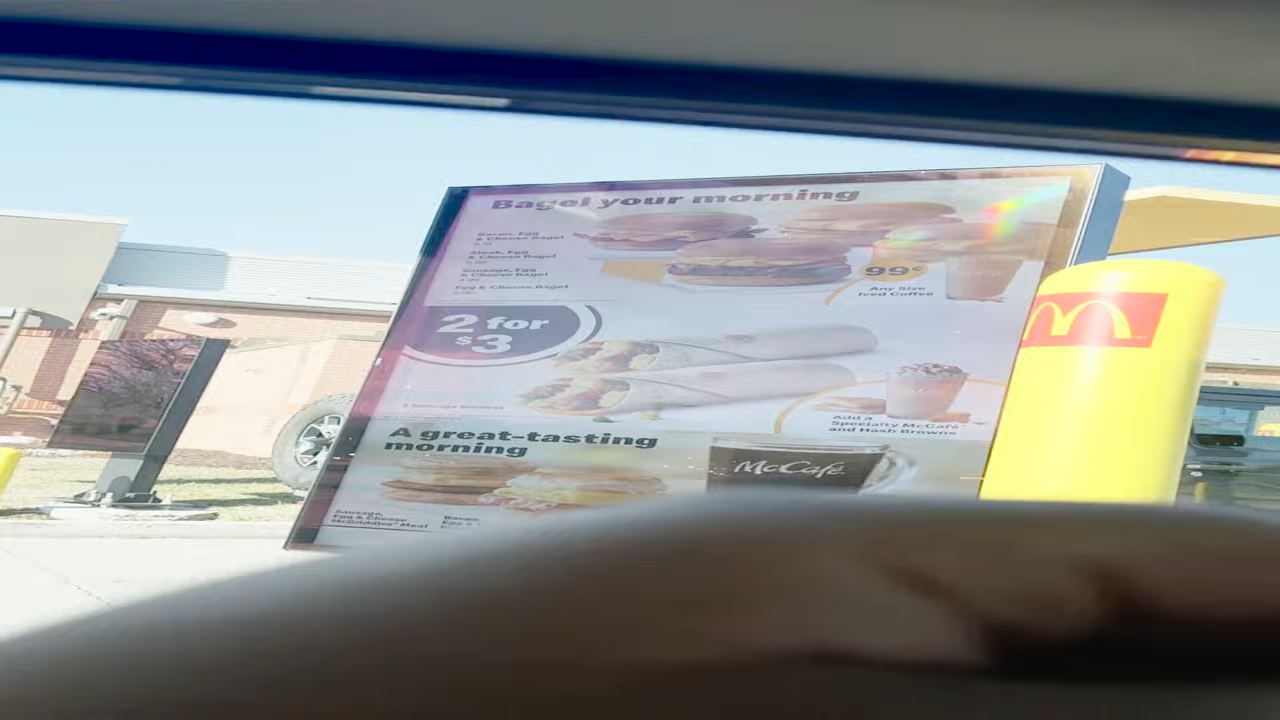 Bagel your morning
Bacon, Egg
& Cheese Bagel
Steak, Egg
& Cheese Bagel
Sausage, Egg
& Cheese Bagel
Egg & Cheese Bagel
99¢
Any Size
Iced Coffee
2 for
$3
Add a
Specialty McCafé
and Hash Browns
A great-tasting
morning
McCafé
Sausage,
Egg & Cheese
McGriddles® Meal
Bacon,
Egg &